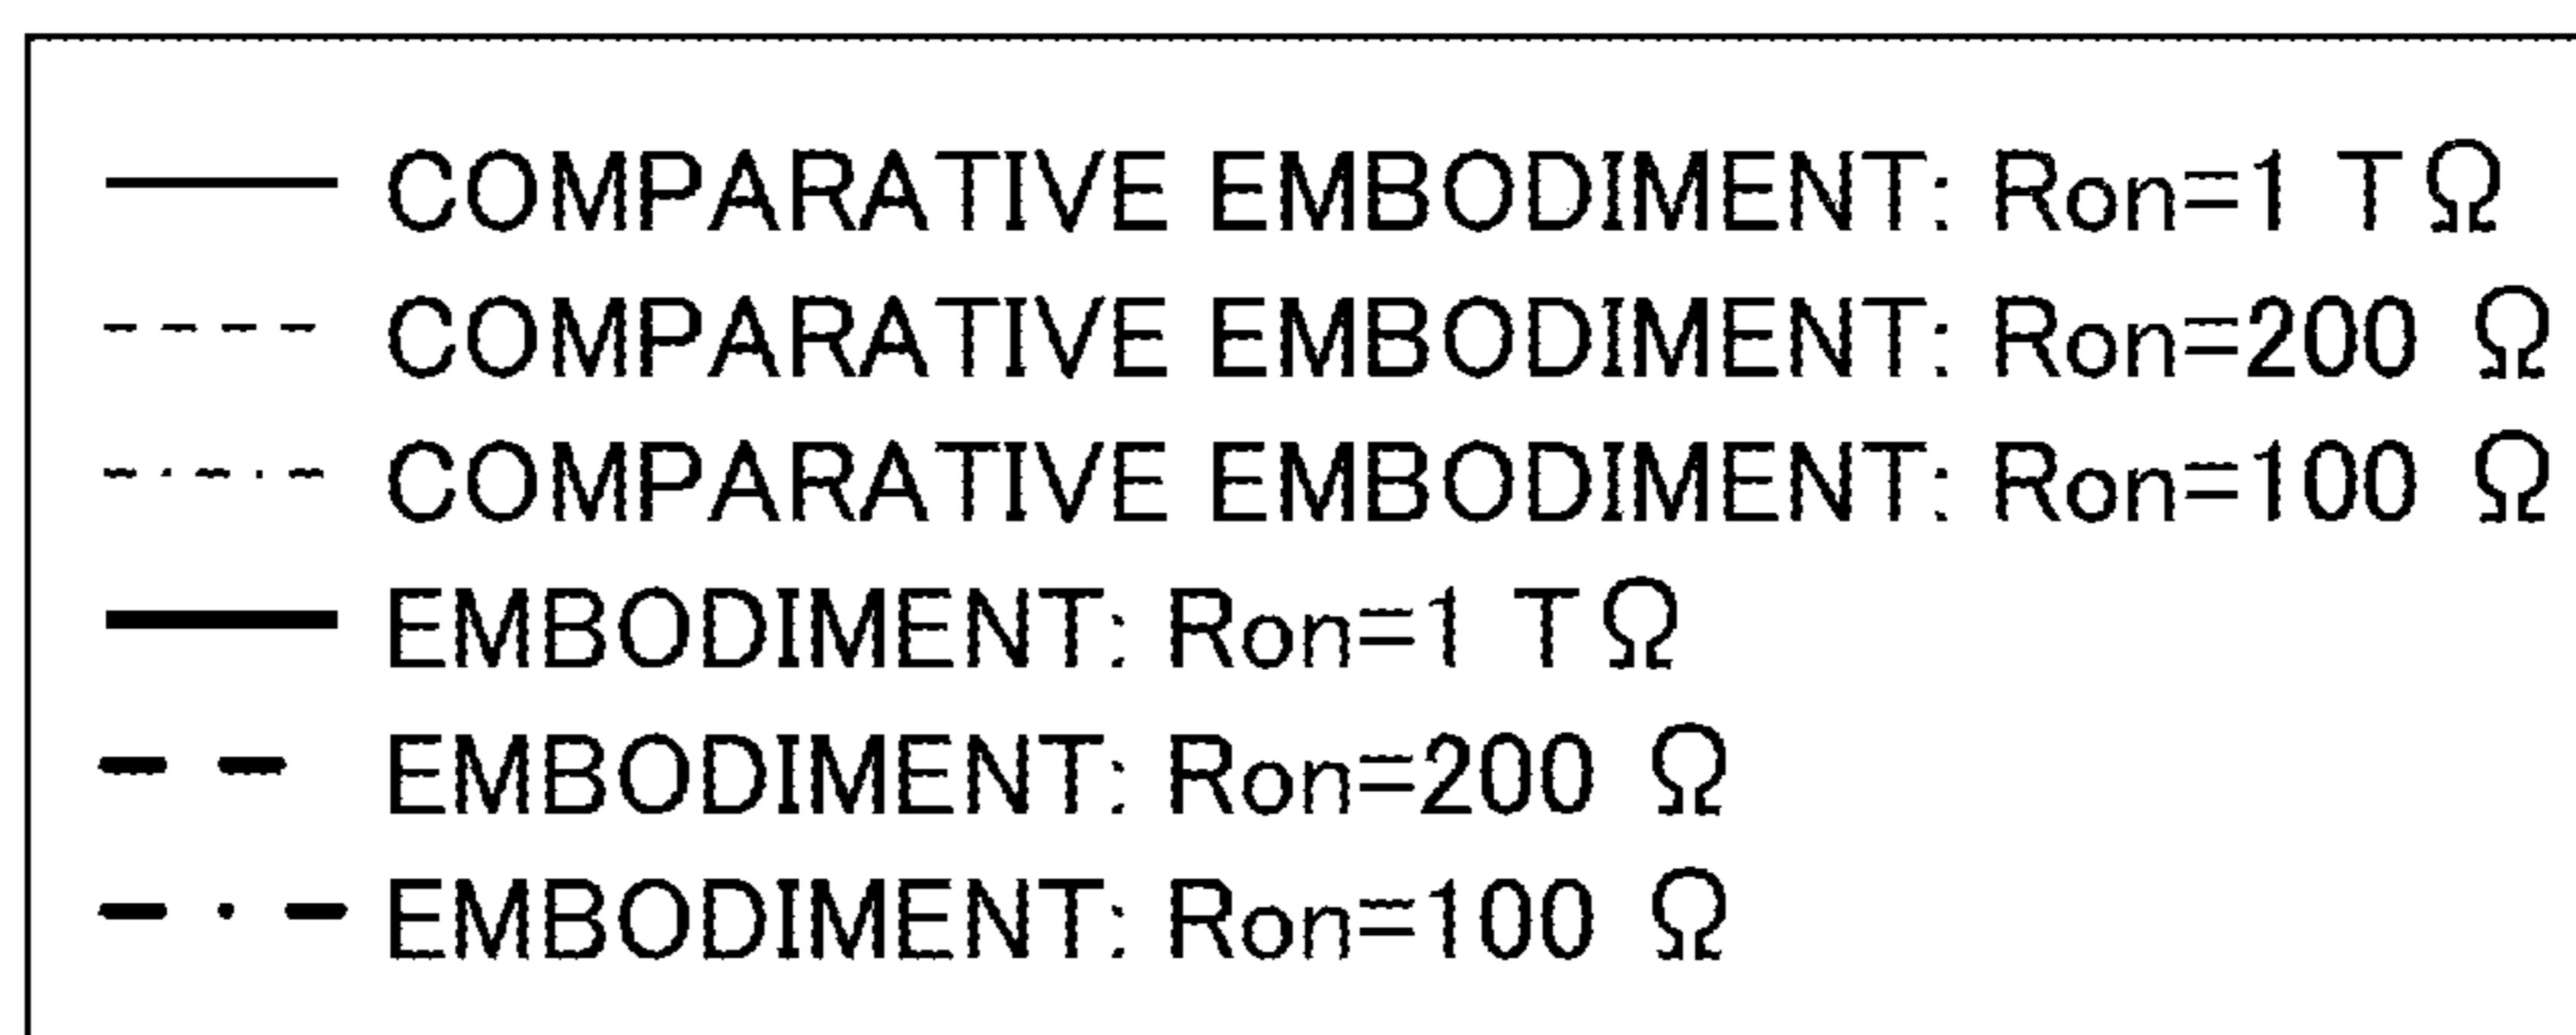 COMPARATIVE EMBODIMENT: Ron=1 TΩ
COMPARATIVE EMBODIMENT: Ron=200 Ω
COMPARATIVE EMBODIMENT: Ron=100 Ω
EMBODIMENT: Ron=1 TΩ
EMBODIMENT: Ron=200 Ω
EMBODIMENT: Ron=100 Ω